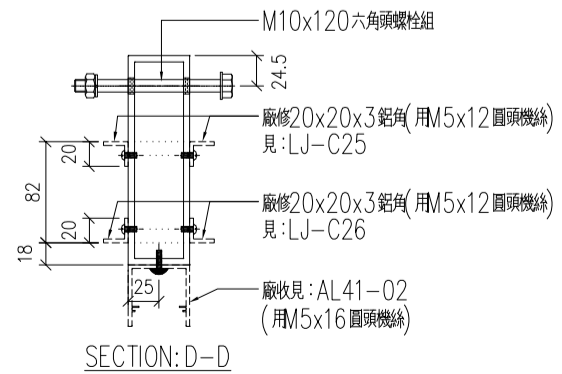 M10x120六角頭螺栓組
24.5
廠修20x20x3鋁角(用M5x12圓頭機絲)
見:LJ-C25
20
82
廠修20x20x3鋁角(用M5x12圓頭機絲)
見:LJ-C26
20
18
25
廠收見:AL41-02
(用M5x16圓頭機絲)
SECTION:D-D